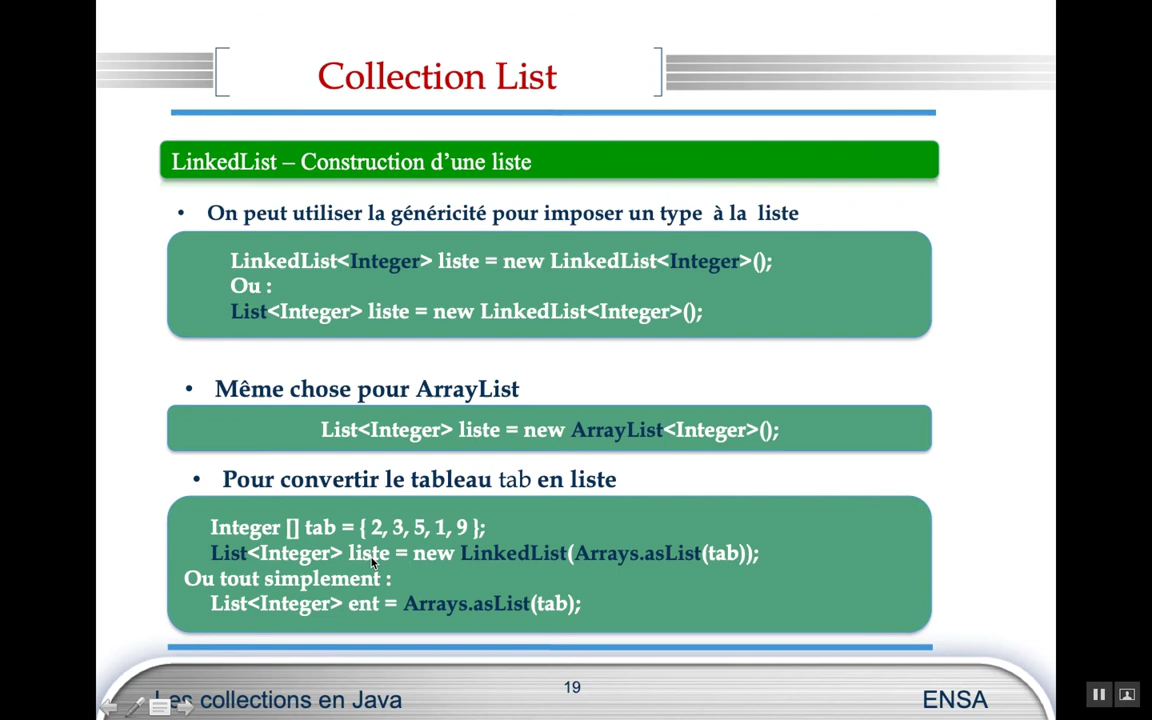 Collection List
LinkedList – Construction d’une liste
• On peut utiliser la généricité pour imposer un type à la liste
LinkedList<Integer> liste = new LinkedList<Integer>();
Ou :
List<Integer> liste = new LinkedList<Integer>();
• Même chose pour ArrayList
List<Integer> liste = new ArrayList<Integer>();
• Pour convertir le tableau tab en liste
Integer [] tab = { 2, 3, 5, 1, 9 };
List<Integer> liste = new LinkedList(Arrays.asList(tab));
Ou tout simplement :
List<Integer> ent = Arrays.asList(tab);
Les collections en Java
19
ENSA